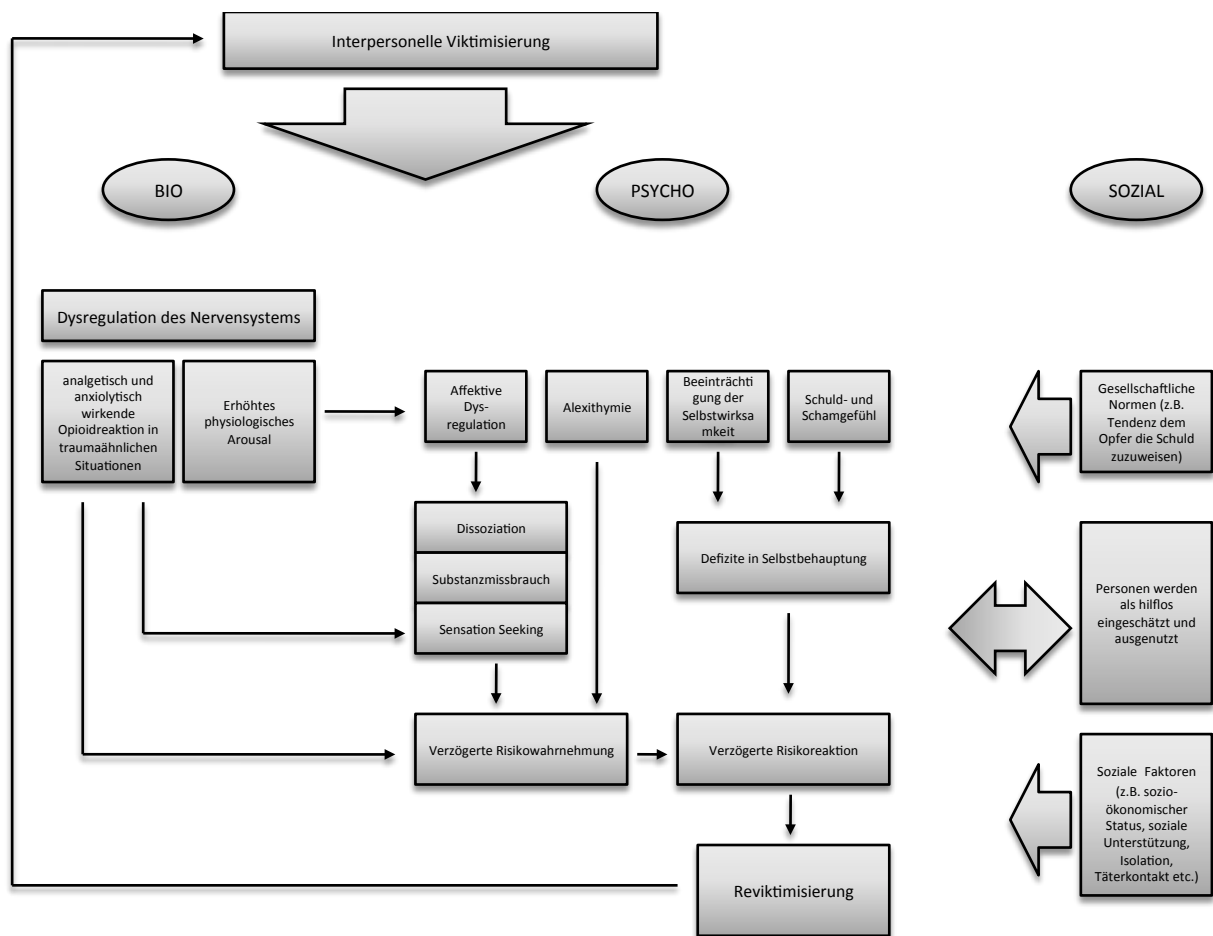 Interpersonelle Viktimisierung
BIO
PSYCHO
SOZIAL
Dysregulation des Nervensystems
analgetisch und
anxiolytisch
wirkende
Opioidreaktion in
traumaähnlichen
Situationen
Erhöhtes
physiologisches
Arousal
Affektive
Dys-
regulation
Alexithymie
Beeinträchti
gung der
Selbstwirksa
mkeit
Schuld- und
Schamgefühl
Gesellschaftliche
Normen (z.B.
Tendenz dem
Opfer die Schuld
zuzuweisen)
Dissoziation
Substanzmissbrauch
Sensation Seeking
Defizite in Selbstbehauptung
Personen werden
als hilflos
eingeschätzt und
ausgenutzt
Verzögerte Risikowahrnehmung
Verzögerte Risikoreaktion
Soziale Faktoren
(z.B. sozio-
ökonomischer
Status, soziale
Unterstützung,
Isolation,
Täterkontakt etc.)
Reviktimisierung